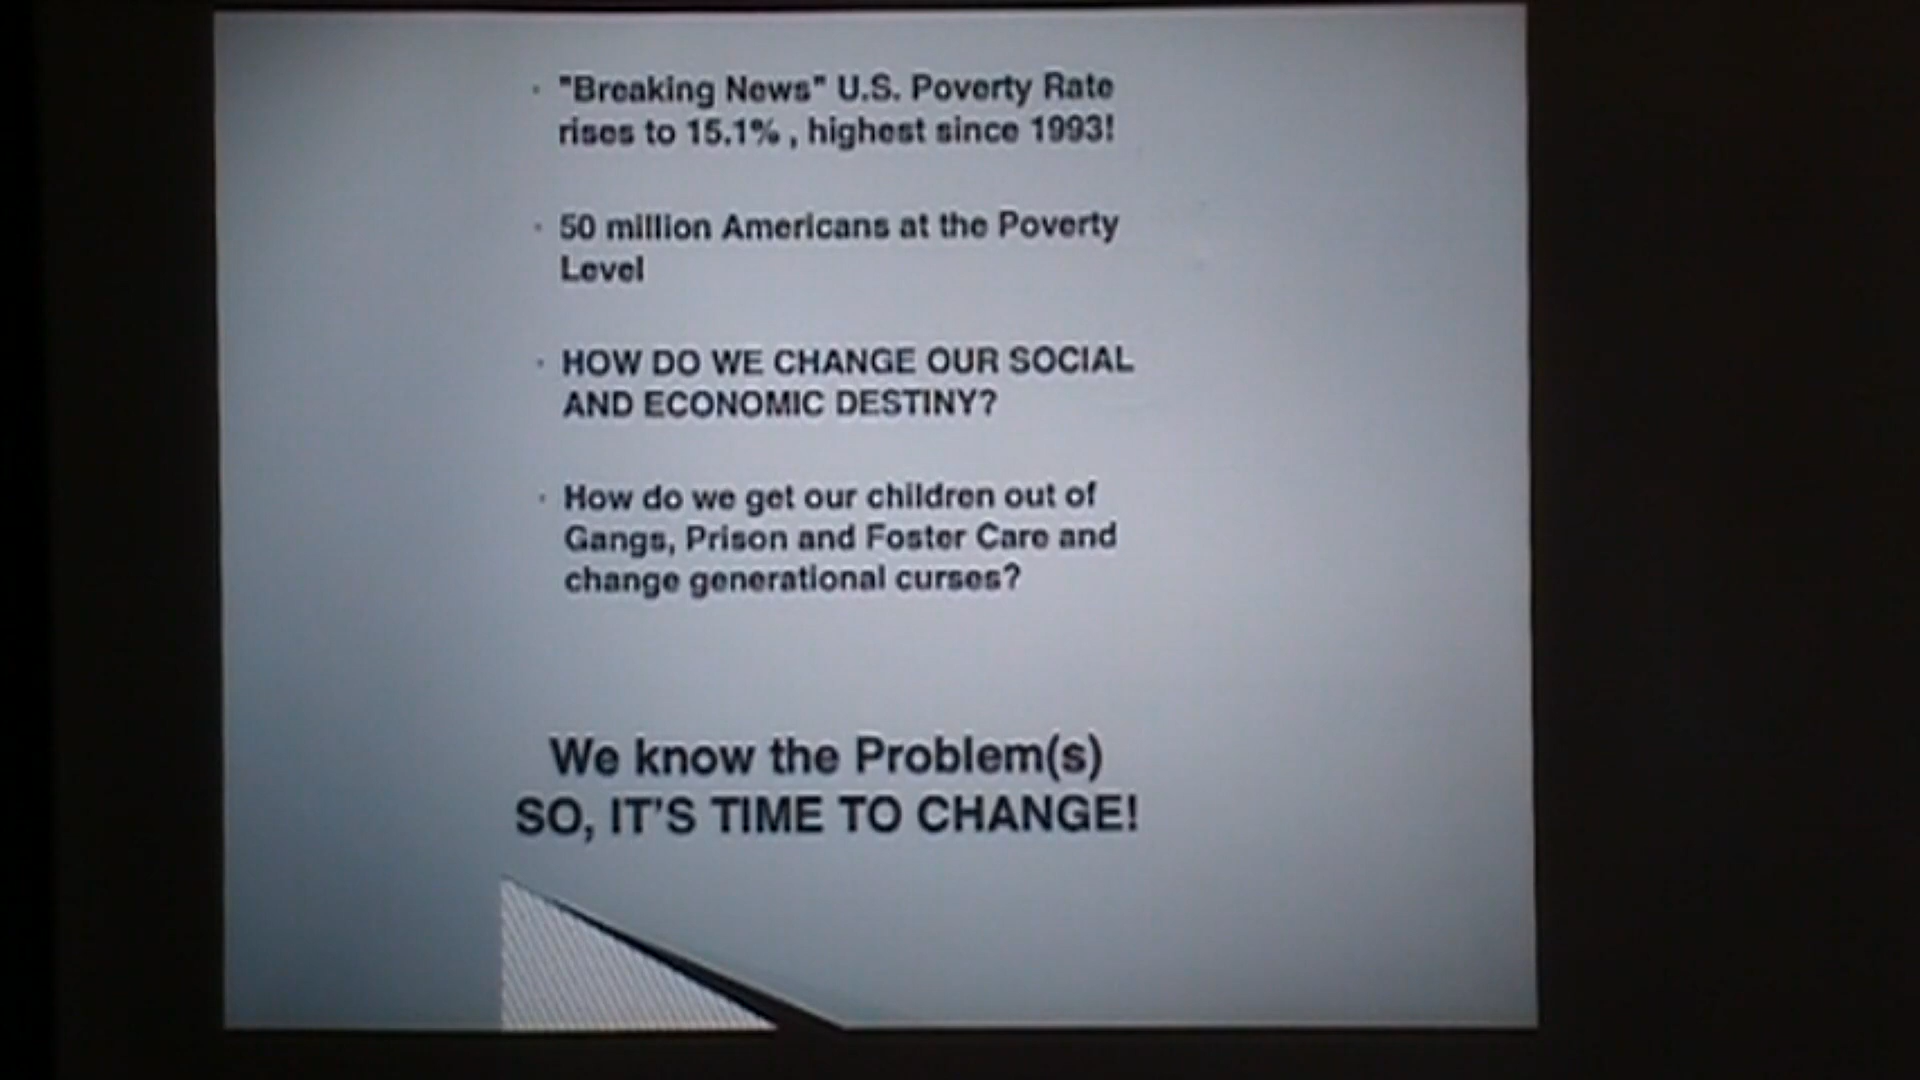 · "Breaking News" U.S. Poverty Rate
rises to 15.1% , highest since 1993!
· 50 million Americans at the Poverty
Level
· HOW DO WE CHANGE OUR SOCIAL
AND ECONOMIC DESTINY?
· How do we get our children out of
Gangs, Prison and Foster Care and
change generational curses?
We know the Problem(s)
SO, IT'S TIME TO CHANGE!